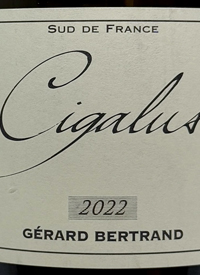 SUD DE FRANCE
Cigalus
2022
GÉRARD BERTRAND